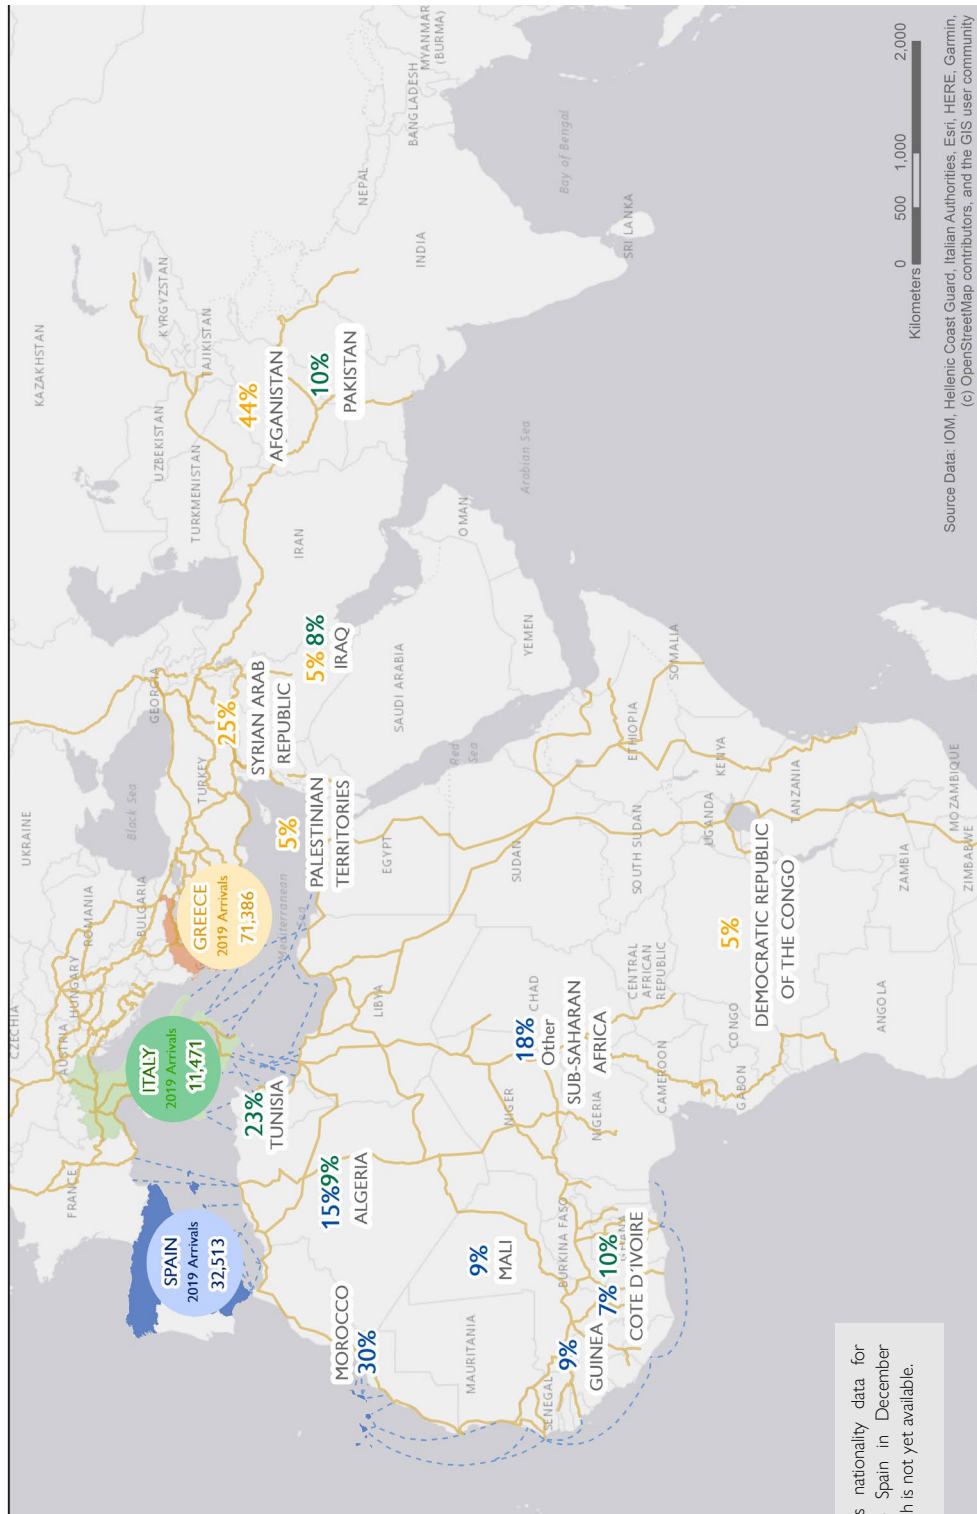 KAZAKHSTAN
UKRAINE
CZECHIA
AUSTRIA
HUNGARY
ROMANIA
BULGARIA
FRANCE
Black Sea
GEORGIA
UZBEKISTAN
KYRGYZSTAN
TURKMENISTAN
TAJIKISTAN
TURKEY
SPAIN
2019 Arrivals
32,513
ITALY
2019 Arrivals
11,471
GREECE
2019 Arrivals
71,386
Mediterranean
Sea
25%
SYRIAN ARAB
REPUBLIC
44%
AFGANISTAN
10%
PAKISTAN
23%
TUNISIA
5%
PALESTINIAN
TERRITORIES
5% 8%
IRAQ
IRAN
NEPAL
BANGLADESH
MYANMAR
(BURMA)
INDIA
MOROCCO
30%
15%9%
ALGERIA
LIBYA
EGYPT
SAUDI ARABIA
OMAN
Red
Sea
YEMEN
Arabian Sea
Bay of Bengal
SRI LANKA
MAURITANIA
9%
MALI
NIGER
CHAD
SUDAN
18%
Other
SUB-SAHARAN
AFRICA
SENEGAL
9%
GUINEA
BURKINA FASO
7% 10%
GHANA
COTE D'IVOIRE
NIGERIA
CAMEROON
CENTRAL
AFRICAN
REPUBLIC
SOUTH SUDAN
ETHIOPIA
SOMALIA
UGANDA
KENYA
GABON
CONGO
5%
DEMOCRATIC REPUBLIC
OF THE CONGO
TANZANIA
ANGOLA
ZAMBIA
MOZAMBIQUE
ZIMBABWE
s nationality data for
Spain in December
h is not yet available.
0 500 1,000 2,000
Kilometers
Source Data: IOM, Hellenic Coast Guard, Italian Authorities, Esri, HERE, Garmin,
(c) OpenStreetMap contributors, and the GIS user community